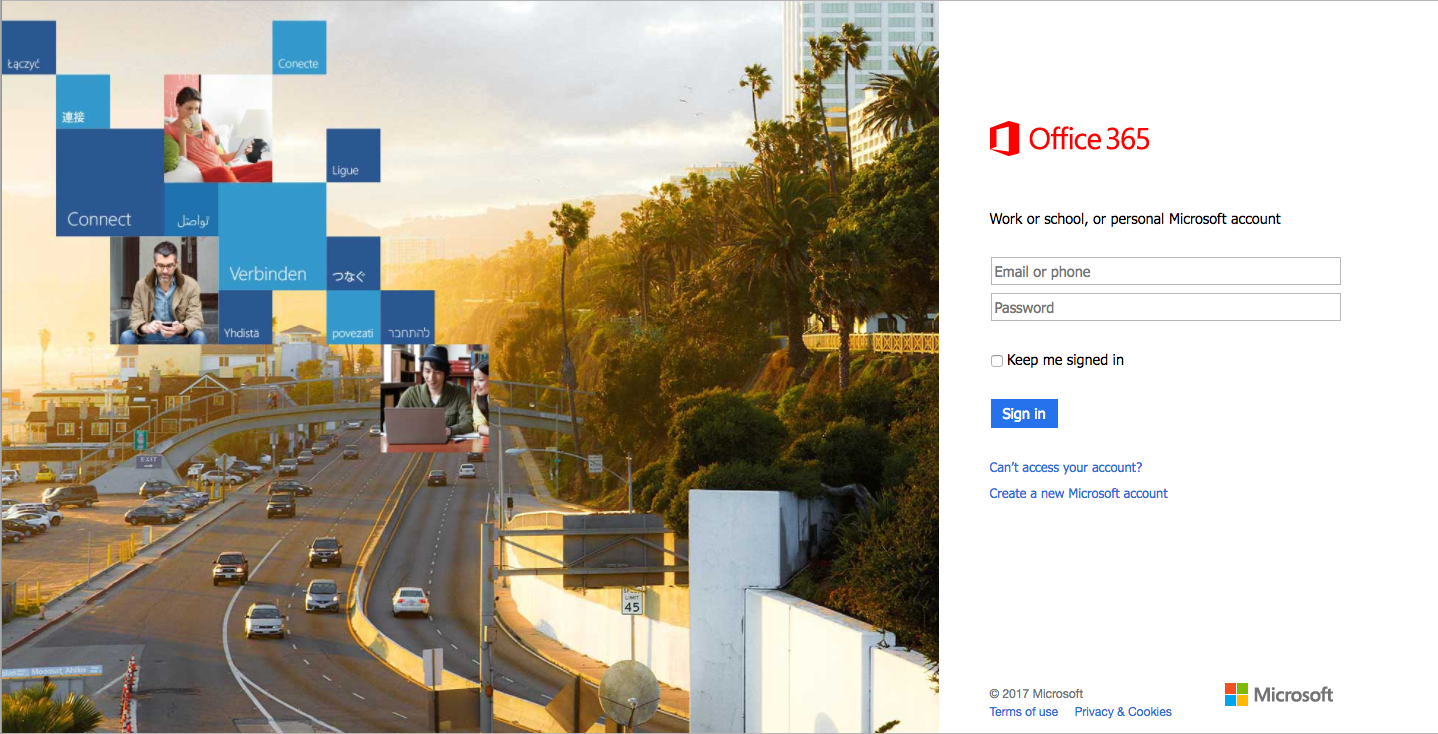 Łączyć
Conecte
連接
Ligue
Connect
تواصل
Verbinden
つなぐ
Yhdistä
povezati
להתחבר
EXIT
LIMIT
45
Office 365
Work or school, or personal Microsoft account
Email or phone
Password
Keep me signed in
Sign in
Can't access your account?
Create a new Microsoft account
© 2017 Microsoft
Terms of use Privacy & Cookies
Microsoft